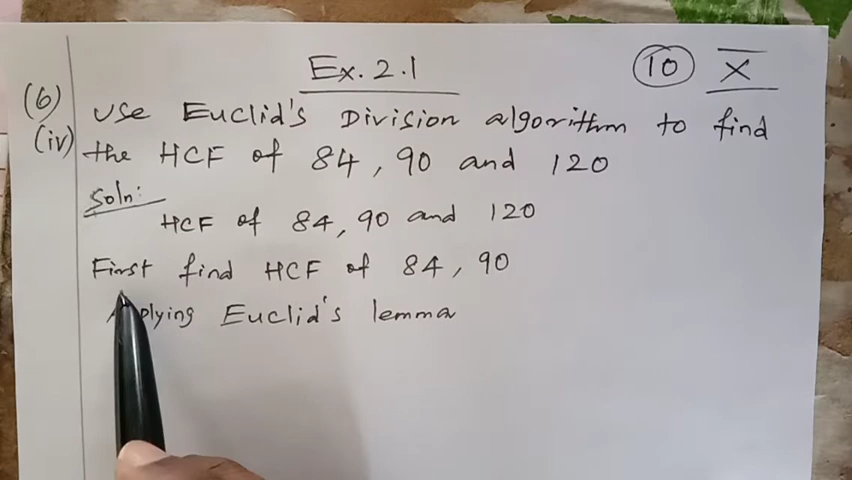 Ex. 2.1
10 X
(6) Use Euclid's Division algorithm to find
(iv) the HCF of 84, 90 and 120
Soln:
HCF of 84, 90 and 120
First find HCF of 84, 90
Applying Euclid's lemma